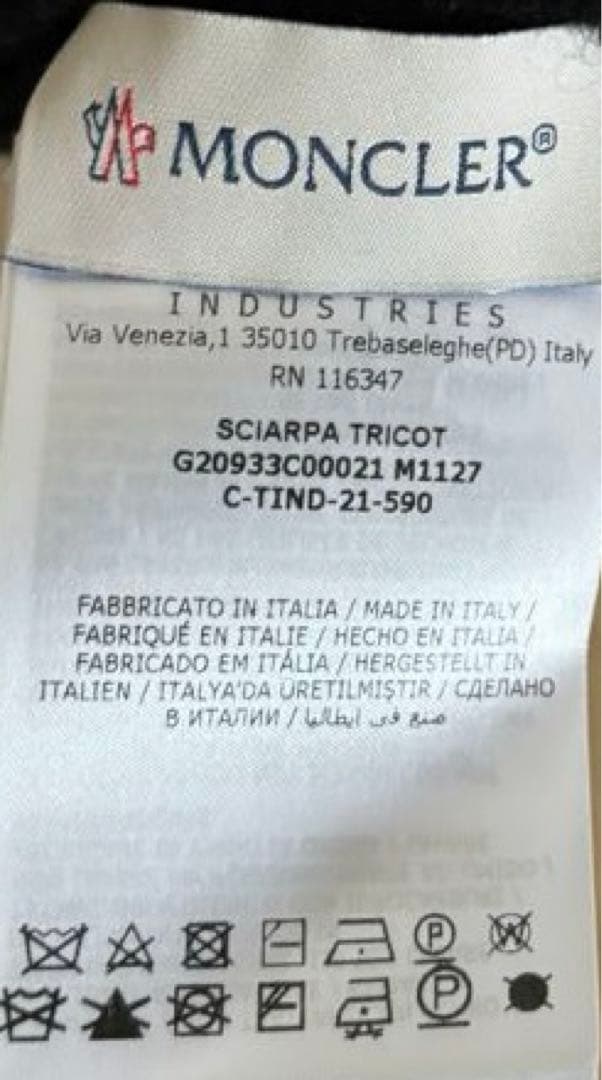 MONCLER®
INDUSTRIES
Via Venezia,1 35010 Trebaseleghe(PD) Italy
RN 116347
SCIARPA TRICOT
G20933C00021 M1127
C-TIND-21-590
FABBRICATO IN ITALIA / MADE IN ITALY /
FABRIQUÉ EN ITALIE / HECHO EN ITALIA /
FABRICADO EM ITÁLIA / HERGESTELLT IN
ITALIEN / ITALYA'DA ÜRETILMIŞTIR / СДЕЛАНО
В ИТАЛИИ / صنع في ايطاليا
P W
P